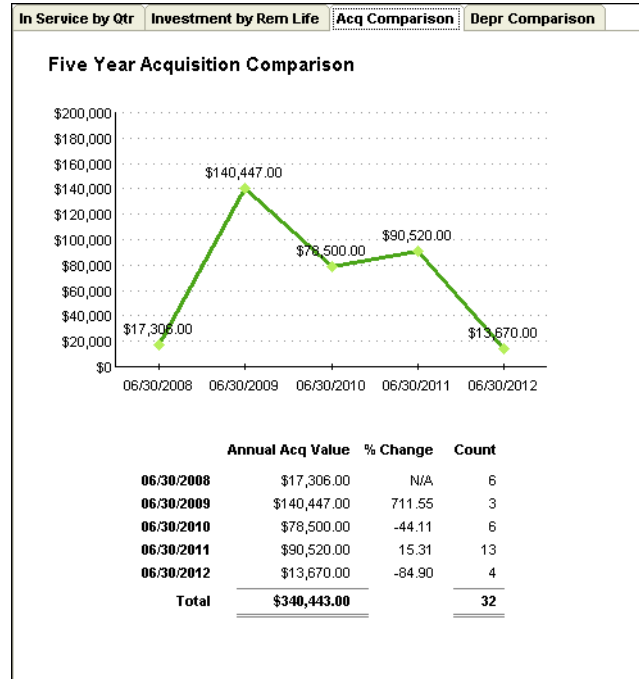 In Service by Qtr Investment by Rem Life Acq Comparison Depr Comparison
Five Year Acquisition Comparison
$200,000
$180,000
$160,000
$140,000
$120,000
$100,000
$80,000
$60,000
$40,000
$20,000
$0
$17,306.00
$140,447.00
$78,500.00
$90,520.00
$13,670.00
06/30/2008 06/30/2009 06/30/2010 06/30/2011 06/30/2012
Annual Acq Value % Change Count
06/30/2008 $17,306.00 N/A 6
06/30/2009 $140,447.00 711.55 3
06/30/2010 $78,500.00 -44.11 6
06/30/2011 $90,520.00 15.31 13
06/30/2012 $13,670.00 -84.90 4
Total $340,443.00 32